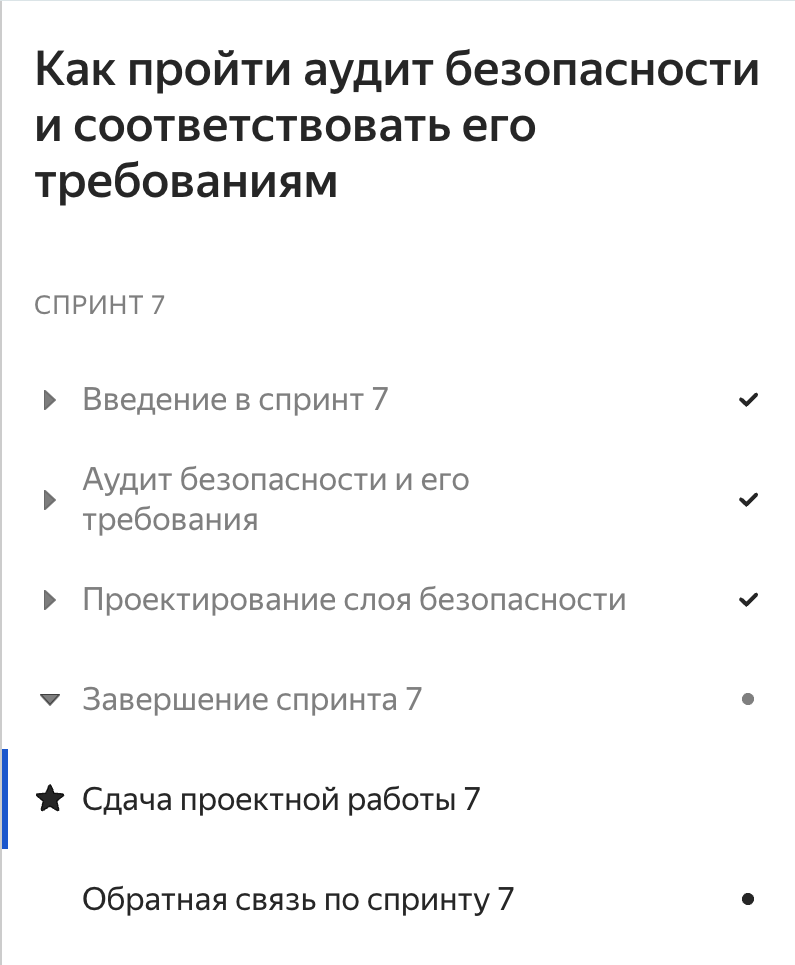 Как пройти аудит безопасности
и соответствовать его
требованиям
СПРИНТ 7
Введение в спринт 7
Аудит безопасности и его
требования
Проектирование слоя безопасности
Завершение спринта 7
Сдача проектной работы 7
Обратная связь по спринту 7